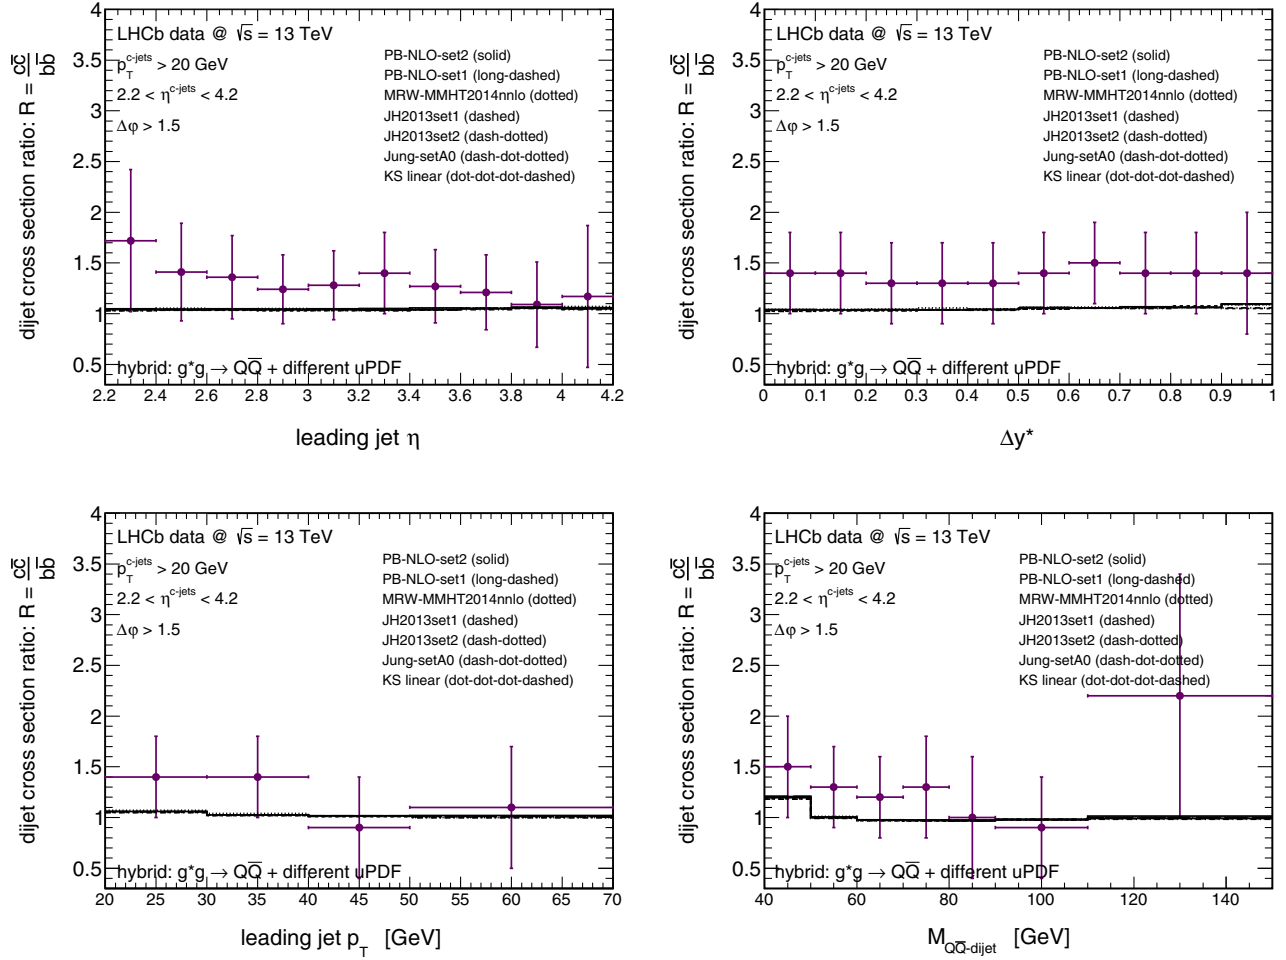 LHCb data @ √s = 13 TeV
p_T^c-jets > 20 GeV
2.2 < η^c-jets < 4.2
Δφ > 1.5
PB-NLO-set2 (solid)
PB-NLO-set1 (long-dashed)
MRW-MMHT2014nnlo (dotted)
JH2013set1 (dashed)
JH2013set2 (dash-dotted)
Jung-setA0 (dash-dot-dotted)
KS linear (dot-dot-dot-dashed)
hybrid: g*g → QQ̅ + different uPDF
dijet cross section ratio: R = cc̅/bb̅
4
3.5
3
2.5
2
1.5
1
0.5
2.2 2.4 2.6 2.8 3 3.2 3.4 3.6 3.8 4 4.2
leading jet η
LHCb data @ √s = 13 TeV
p_T^c-jets > 20 GeV
2.2 < η^c-jets < 4.2
Δφ > 1.5
PB-NLO-set2 (solid)
PB-NLO-set1 (long-dashed)
MRW-MMHT2014nnlo (dotted)
JH2013set1 (dashed)
JH2013set2 (dash-dotted)
Jung-setA0 (dash-dot-dotted)
KS linear (dot-dot-dot-dashed)
hybrid: g*g → QQ̅ + different uPDF
dijet cross section ratio: R = cc̅/bb̅
4
3.5
3
2.5
2
1.5
1
0.5
0 0.1 0.2 0.3 0.4 0.5 0.6 0.7 0.8 0.9 1
Δy*
LHCb data @ √s = 13 TeV
p_T^c-jets > 20 GeV
2.2 < η^c-jets < 4.2
Δφ > 1.5
PB-NLO-set2 (solid)
PB-NLO-set1 (long-dashed)
MRW-MMHT2014nnlo (dotted)
JH2013set1 (dashed)
JH2013set2 (dash-dotted)
Jung-setA0 (dash-dot-dotted)
KS linear (dot-dot-dot-dashed)
hybrid: g*g → QQ̅ + different uPDF
dijet cross section ratio: R = cc̅/bb̅
4
3.5
3
2.5
2
1.5
1
0.5
20 25 30 35 40 45 50 55 60 65 70
leading jet p_T [GeV]
LHCb data @ √s = 13 TeV
p_T^c-jets > 20 GeV
2.2 < η^c-jets < 4.2
Δφ > 1.5
PB-NLO-set2 (solid)
PB-NLO-set1 (long-dashed)
MRW-MMHT2014nnlo (dotted)
JH2013set1 (dashed)
JH2013set2 (dash-dotted)
Jung-setA0 (dash-dot-dotted)
KS linear (dot-dot-dot-dashed)
hybrid: g*g → QQ̅ + different uPDF
dijet cross section ratio: R = cc̅/bb̅
4
3.5
3
2.5
2
1.5
1
0.5
40 60 80 100 120 140
M_QQ̅-dijet [GeV]